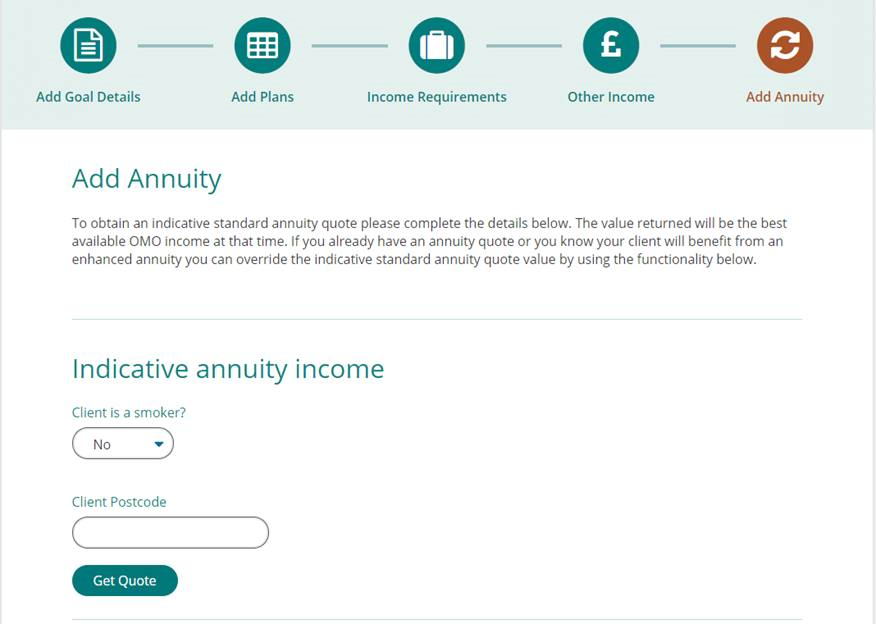 £
Add Goal Details
Add Plans
Income Requirements
Other Income
Add Annuity
Add Annuity
To obtain an indicative standard annuity quote please complete the details below. The value returned will be the best
available OMO income at that time. If you already have an annuity quote or you know your client will benefit from an
enhanced annuity you can override the indicative standard annuity quote value by using the functionality below.
Indicative annuity income
Client is a smoker?
No
Client Postcode
Get Quote